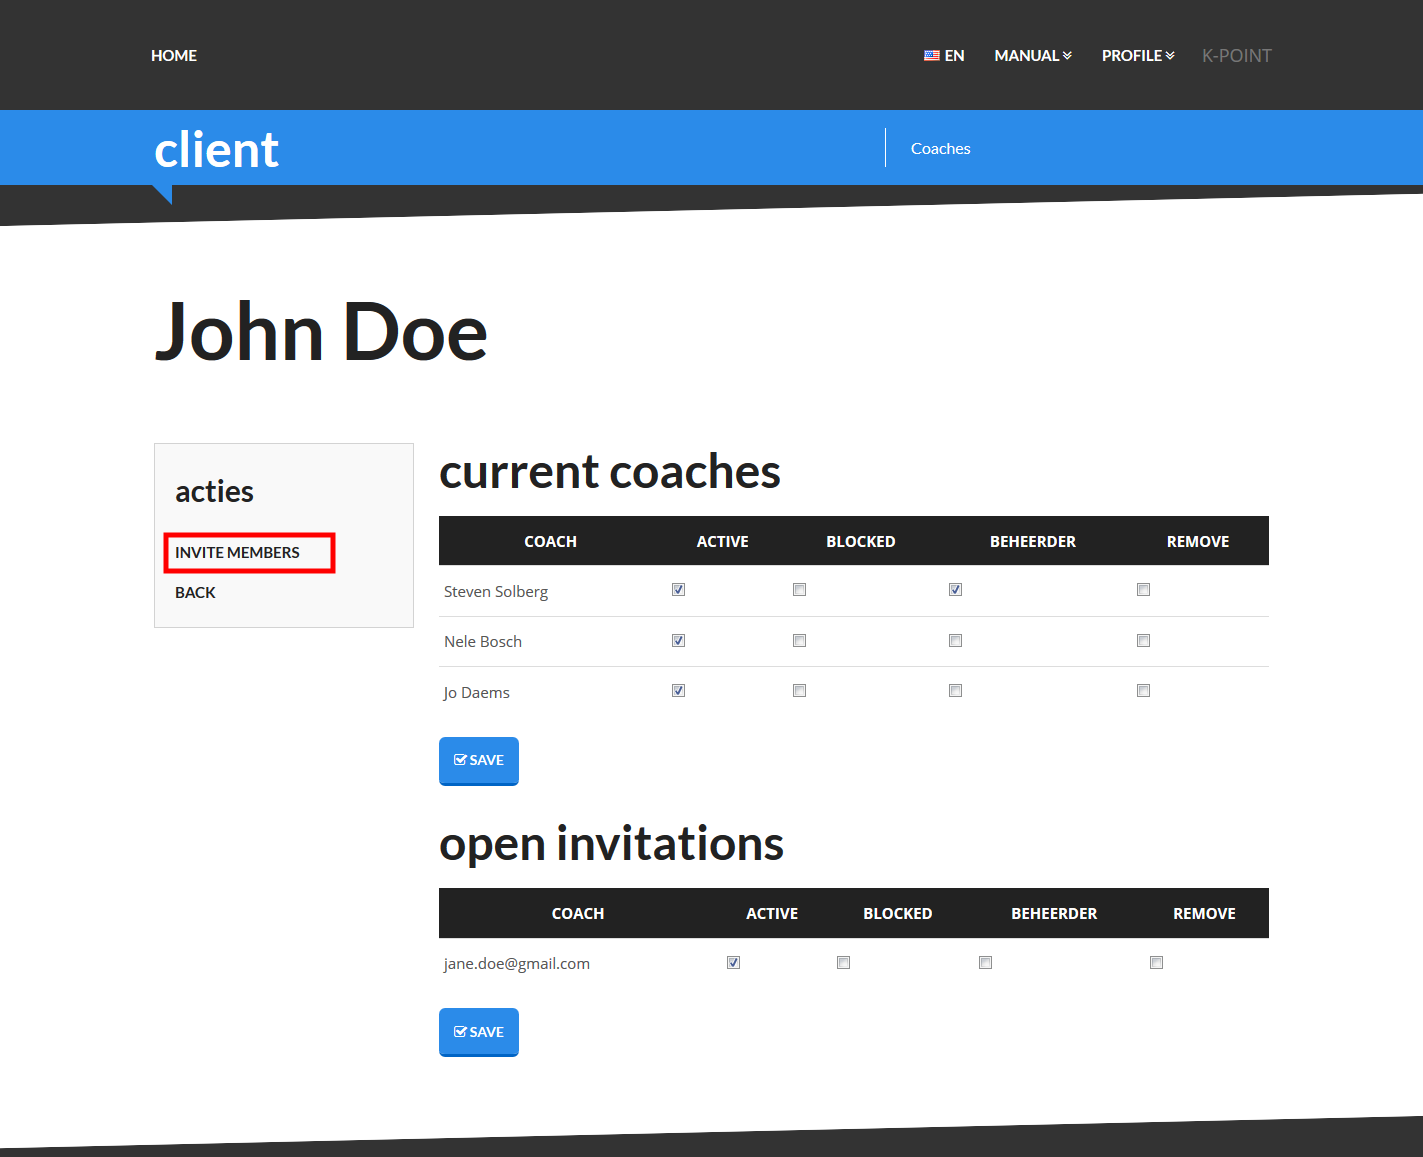 HOME EN MANUAL PROFILE K-POINT
client Coaches
John Doe
acties
INVITE MEMBERS
BACK
current coaches
COACH ACTIVE BLOCKED BEHEERDER REMOVE
Steven Solberg
Nele Bosch
Jo Daems
SAVE
open invitations
COACH ACTIVE BLOCKED BEHEERDER REMOVE
jane.doe@gmail.com
SAVE